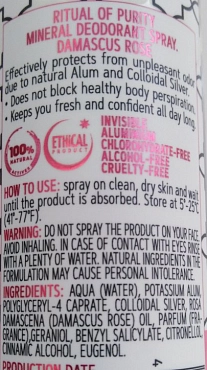 RITUAL OF PURITY
MINERAL DEODORANT SPRAY.
DAMASCUS ROSE
Effectively protects from unpleasant odor
due to natural Alum and Colloidal Silver.
• Does not block healthy body perspiration
• Keeps you fresh and confident all day long
100%
NATURAL
ETHICAL
PRODUCT
INVISIBLE
ALUMINIUM
CHLOROHYDRATE-FREE
ALCOHOL-FREE
CRUELTY-FREE
HOW TO USE: spray on clean, dry skin and wait
until the product is absorbed. Store at 5°-25°C
(41°-77°F).
WARNING: DO NOT SPRAY THE PRODUCT ON YOUR FACE.
AVOID INHALING. IN CASE OF CONTACT WITH EYES RINSE
WITH A PLENTY OF WATER. NATURAL INGREDIENTS IN THE
FORMULATION MAY CAUSE PERSONAL INTOLERANCE.
INGREDIENTS: AQUA (WATER), POTASSIUM ALUM,
POLYGLYCERYL-4 CAPRATE, COLLOIDAL SILVER, ROSA
DAMASCENA (DAMASCUS ROSE) OIL, PARFUM (FRA-
GRANCE), GERANIOL, BENZYL SALICYLATE, CITRONELLOL,
CINNAMIC ALCOHOL, EUGENOL.
PRODUCTION DATE
4